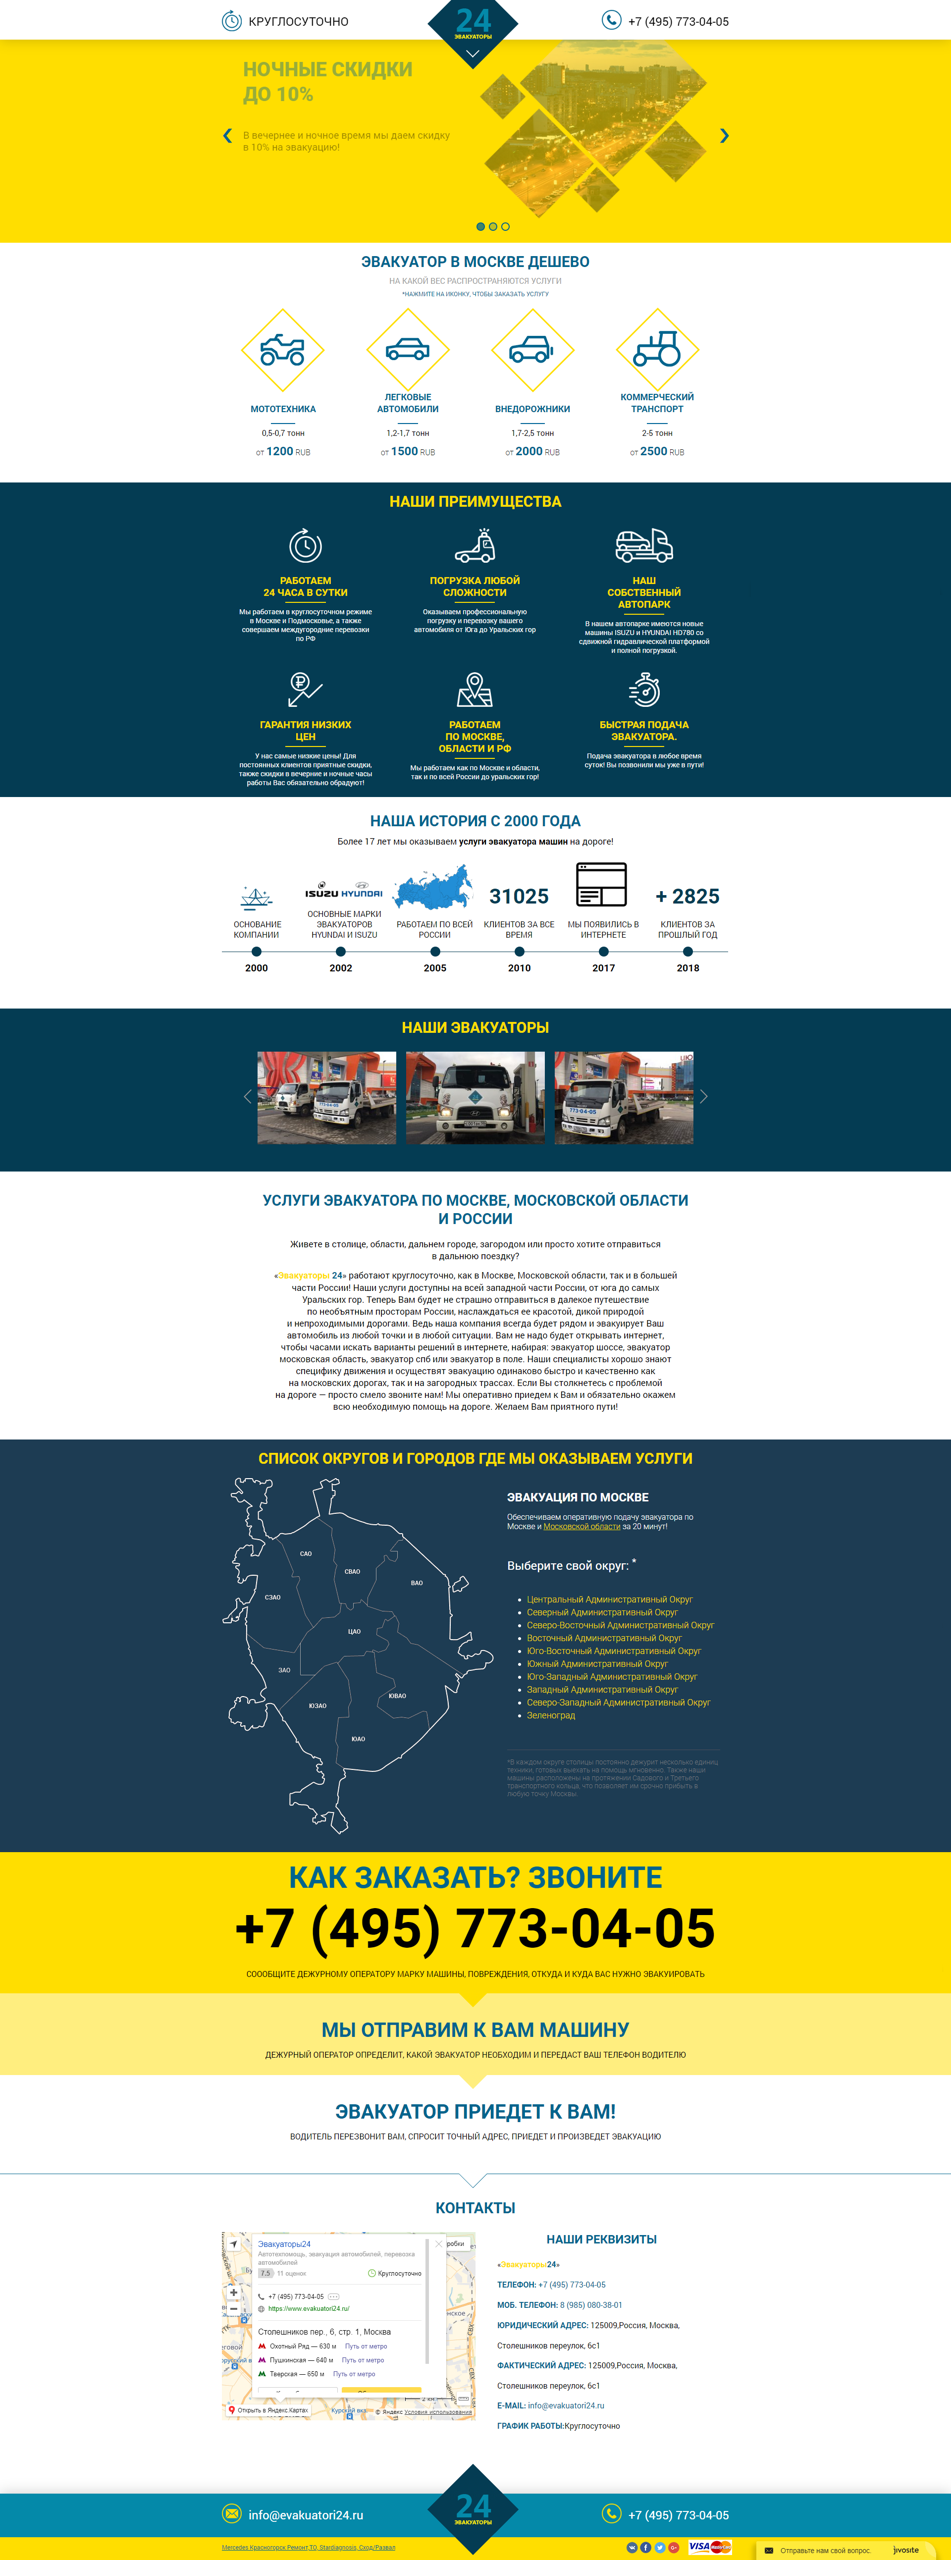 КРУГЛОСУТОЧНО
24
ЭВАКУАТОРЫ
+7 (495) 773-04-05
НОЧНЫЕ СКИДКИ
ДО 10%
В вечернее и ночное время мы даем скидку
в 10% на эвакуацию!
ЭВАКУАТОР В МОСКВЕ ДЕШЕВО
НА КАКОЙ ВЕС РАСПРОСТРАНЯЮТСЯ УСЛУГИ
*НАЖМИТЕ НА ИКОНКУ, ЧТОБЫ ЗАКАЗАТЬ УСЛУГУ
МОТОТЕХНИКА
0,5-0,7 тонн
от 1200 RUB
ЛЕГКОВЫЕ
АВТОМОБИЛИ
1,2-1,7 тонн
от 1500 RUB
ВНЕДОРОЖНИКИ
1,7-2,5 тонн
от 2000 RUB
КОММЕРЧЕСКИЙ
ТРАНСПОРТ
2-5 тонн
от 2500 RUB
НАШИ ПРЕИМУЩЕСТВА
РАБОТАЕМ
24 ЧАСА В СУТКИ
Мы работаем в круглосуточном режиме
в Москве и Подмосковье, а также
совершаем междугородние перевозки
по РФ
ПОГРУЗКА ЛЮБОЙ
СЛОЖНОСТИ
Оказываем профессиональную
погрузку и перевозку вашего
автомобиля от Юга до Уральских гор
НАШ
СОБСТВЕННЫЙ
АВТОПАРК
В нашем автопарке имеются новые
машины ISUZU и HYUNDAI HD780 со
сдвижной гидравлической платформой
и полной погрузкой.
ГАРАНТИЯ НИЗКИХ
ЦЕН
У нас самые низкие цены! Для
постоянных клиентов приятные скидки,
также скидки в вечерние и ночные часы
работы Вас обязательно обрадуют!
РАБОТАЕМ
ПО МОСКВЕ,
ОБЛАСТИ И РФ
Мы работаем как по Москве и области,
так и по всей России до уральских гор!
БЫСТРАЯ ПОДАЧА
ЭВАКУАТОРА.
Подача эвакуатора в любое время
суток! Вы позвонили мы уже в пути!
НАША ИСТОРИЯ С 2000 ГОДА
Более 17 лет мы оказываем услуги эвакуатора машин на дороге!
ОСНОВАНИЕ
КОМПАНИИ
2000
ISUZU HYUNDAI
ОСНОВНЫЕ МАРКИ
ЭВАКУАТОРОВ
HYUNDAI И ISUZU
2002
РАБОТАЕМ ПО ВСЕЙ
РОССИИ
2005
31025
КЛИЕНТОВ ЗА ВСЕ
ВРЕМЯ
2010
МЫ ПОЯВИЛИСЬ В
ИНТЕРНЕТЕ
2017
+ 2825
КЛИЕНТОВ ЗА
ПРОШЛЫЙ ГОД
2018
НАШИ ЭВАКУАТОРЫ
773-04-05
773-04-05
УСЛУГИ ЭВАКУАТОРА ПО МОСКВЕ, МОСКОВСКОЙ ОБЛАСТИ
И РОССИИ
Живете в столице, области, дальнем городе, загородом или просто хотите отправиться
в дальнюю поездку?
«Эвакуаторы 24» работают круглосуточно, как в Москве, Московской области, так и в большей
части России! Наши услуги доступны на всей западной части России, от юга до самых
Уральских гор. Теперь Вам будет не страшно отправиться в далекое путешествие
по необъятным просторам России, наслаждаться ее красотой, дикой природой
и непроходимыми дорогами. Ведь наша компания всегда будет рядом и эвакуирует Ваш
автомобиль из любой точки и в любой ситуации. Вам не надо будет открывать интернет,
чтобы часами искать варианты решений в интернете, набирая: эвакуатор шоссе, эвакуатор
московская область, эвакуатор спб или эвакуатор в поле. Наши специалисты хорошо знают
специфику движения и осуществят эвакуацию одинаково быстро и качественно как
на московских дорогах, так и на загородных трассах. Если Вы столкнетесь с проблемой
на дороге — просто смело звоните нам! Мы оперативно приедем к Вам и обязательно окажем
всю необходимую помощь на дороге. Желаем Вам приятного пути!
СПИСОК ОКРУГОВ И ГОРОДОВ ГДЕ МЫ ОКАЗЫВАЕМ УСЛУГИ
САО
СВАО
ВАО
СЗАО
ЦАО
ЗАО
ЮВАО
ЮЗАО
ЮАО
ЭВАКУАЦИЯ ПО МОСКВЕ
Обеспечиваем оперативную подачу эвакуатора по
Москве и Московской области за 20 минут!
Выберите свой округ: *
Центральный Административный Округ
Северный Административный Округ
Северо-Восточный Административный Округ
Восточный Административный Округ
Юго-Восточный Административный Округ
Южный Административный Округ
Юго-Западный Административный Округ
Западный Административный Округ
Северо-Западный Административный Округ
Зеленоград
*В каждом округе столицы постоянно дежурит несколько единиц
техники, готовых выехать на помощь мгновенно. Также наши
машины расположены на протяжении Садового и Третьего
транспортного кольца, что позволяет им срочно прибыть в
любую точку Москвы.
КАК ЗАКАЗАТЬ? ЗВОНИТЕ
+7 (495) 773-04-05
СОООБЩИТЕ ДЕЖУРНОМУ ОПЕРАТОРУ МАРКУ МАШИНЫ, ПОВРЕЖДЕНИЯ, ОТКУДА И КУДА ВАС НУЖНО ЭВАКУИРОВАТЬ
МЫ ОТПРАВИМ К ВАМ МАШИНУ
ДЕЖУРНЫЙ ОПЕРАТОР ОПРЕДЕЛИТ, КАКОЙ ЭВАКУАТОР НЕОБХОДИМ И ПЕРЕДАСТ ВАШ ТЕЛЕФОН ВОДИТЕЛЮ
ЭВАКУАТОР ПРИЕДЕТ К ВАМ!
ВОДИТЕЛЬ ПЕРЕЗВОНИТ ВАМ, СПРОСИТ ТОЧНЫЙ АДРЕС, ПРИЕДЕТ И ПРОИЗВЕДЕТ ЭВАКУАЦИЮ
КОНТАКТЫ
Эвакуаторы24
Автотехпомощь, эвакуация автомобилей, перевозка
автомобилей
7.5 11 оценок
Круглосуточно
+7 (495) 773-04-05
https://www.evakuatori24.ru/
Столешников пер., 6, стр. 1, Москва
Охотный Ряд — 630 м Путь от метро
Пушкинская — 640 м Путь от метро
Тверская — 650 м Путь от метро
Открыть в Яндекс.Картах
Курский вкз.
© Яндекс Условия использования
НАШИ РЕКВИЗИТЫ
«Эвакуаторы24»
ТЕЛЕФОН: +7 (495) 773-04-05
МОБ. ТЕЛЕФОН: 8 (985) 080-38-01
ЮРИДИЧЕСКИЙ АДРЕС: 125009,Россия, Москва,
Столешников переулок, 6с1
ФАКТИЧЕСКИЙ АДРЕС: 125009,Россия, Москва,
Столешников переулок, 6с1
E-MAIL: info@evakuatori24.ru
ГРАФИК РАБОТЫ:Круглосуточно
info@evakuatori24.ru
24
ЭВАКУАТОРЫ
+7 (495) 773-04-05
Mercedes Красногорск Ремонт,ТО, Stardiagnosis, Сход/Развал
VISA MasterCard
Отправьте нам свой вопрос.
jivosite